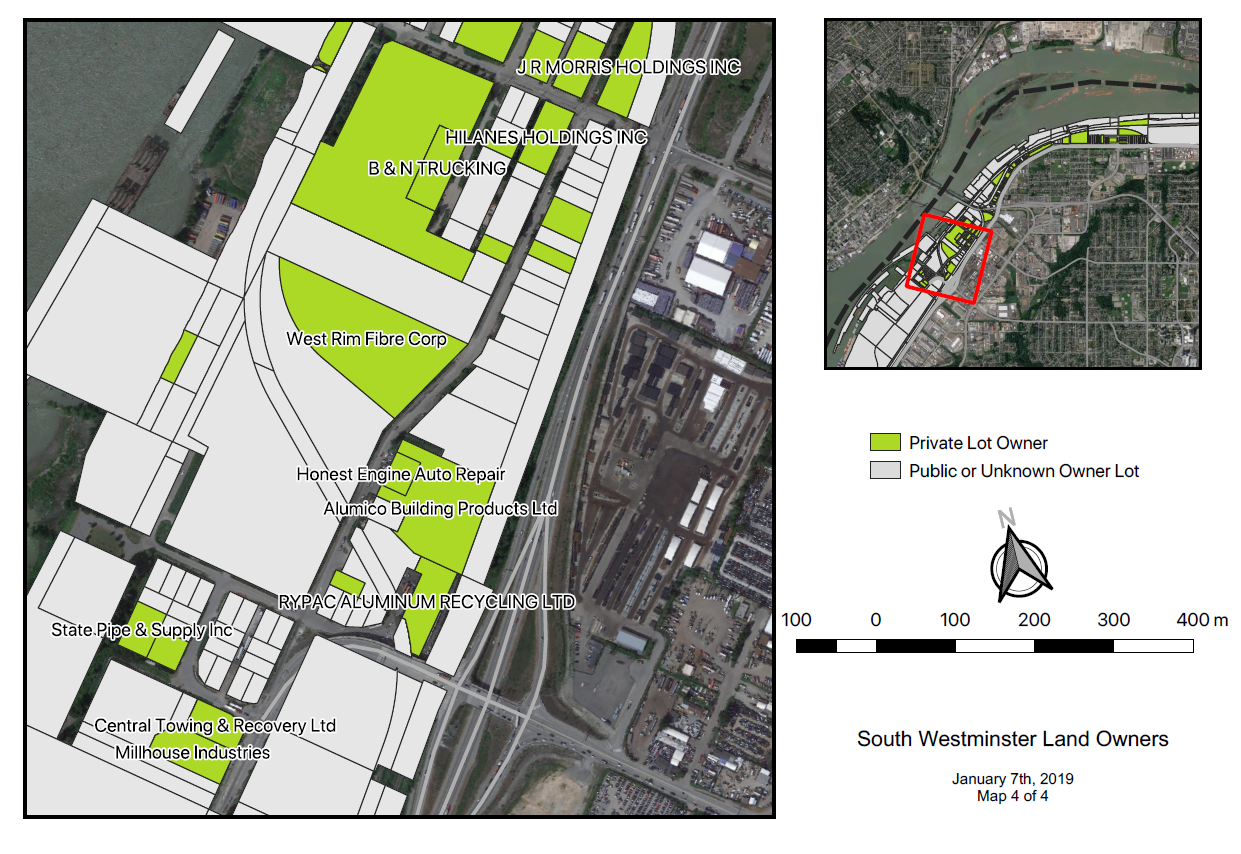 J R MORRIS HOLDINGS INC
HILANES HOLDINGS INC
B & N TRUCKING
West Rim Fibre Corp
Honest Engine Auto Repair
Alumico Building Products Ltd
RYPAC ALUMINUM RECYCLING LTD
State Pipe & Supply Inc
Central Towing & Recovery Ltd
Millhouse Industries
Private Lot Owner
Public or Unknown Owner Lot
N
100 0 100 200 300 400 m
South Westminster Land Owners
January 7th, 2019
Map 4 of 4